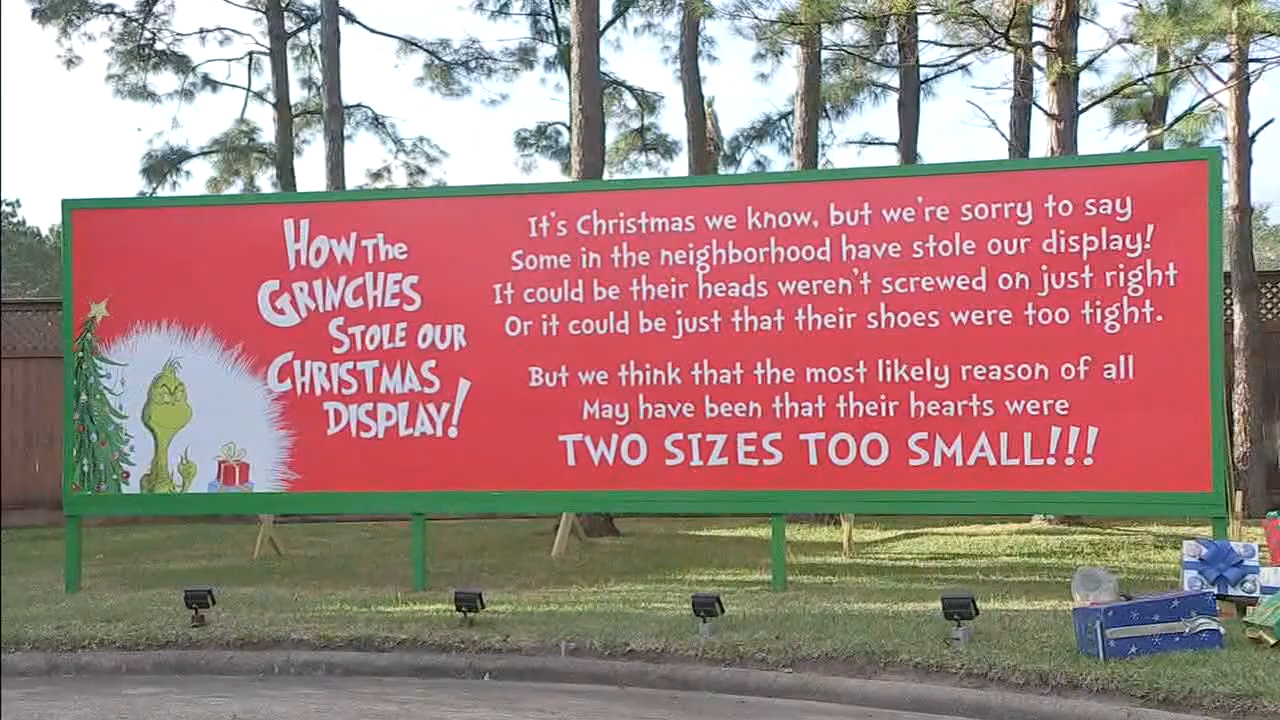 How the
Grinches
Stole our
Christmas
Display!
It's Christmas we know, but we're sorry to say
Some in the neighborhood have stole our display!
It could be their heads weren't screwed on just right
Or it could be just that their shoes were too tight.
But we think that the most likely reason of all
May have been that their hearts were
TWO SIZES TOO SMALL!!!